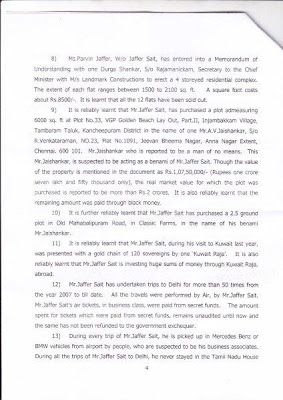 8) Ms.Parvin Jaffer, W/o Jaffer Sait, has entered into a Memorandum of
Understanding with one Durga Shankar, S/o Rajamanickam, Secretary to the Chief
Minister with M/s Landmark Constructions to erect a 4 storeyed residential complex.
The extent of each flat ranges between 1500 to 2100 sq. ft. A square foot costs
about Rs.8500/-. It is learnt that all the 12 flats have been sold out.
9) It is reliably learnt that Mr.Jaffer Sait, has purchased a plot admeasuring
6000 sq. ft at Plot No.33, VGP Golden Beach Lay Out, Part.II, Injambakkam Village,
Tambaram Taluk, Kancheepuram District in the name of one Mr.A.V.Jaishankar, S/o
R.Venkataraman, NO.23, Plot No.1091, Jeevan Bheema Nagar, Anna Nagar Extent,
Chennai, 600 101. Mr.Jaishankar who is reported to be a man of no means. This
Mr.Jaishankar, is suspected to be acting as a benami of Mr.Jaffer Sait. Though the value
of the property is mentioned in the document as Rs.1,07,50,000/- (Rupees one crore
seven lakh and fifty thousand only), the real market value for which the plot was
purchased is reported to be more than Rs.2 crores. It is also reliably learnt that the
remaining amount was paid through black money.
10) It is further reliably learnt that Mr.Jaffer Sait has purchased a 2.5 ground
plot in Old Mahabalipuram Road, in Classic Farms, in the name of his benami
Mr.Jaishankar.
11) It is reliably learnt that Mr.Jaffer Sait, during his visit to Kuwait last year,
was presented with a gold chain of 120 sovereigns by one 'Kuwait Raja'. It is also
reliably learnt that Mr.Jaffer Sait is investing huge sums of money through Kuwait Raja,
abroad.
12) Mr.Jaffer Sait has undertaken trips to Delhi for more than 50 times from
the year 2007 to till date. All the travels were performed by Air, by Mr.Jaffer Sait.
Mr.Jaffer Sait's air tickets, in business class, were paid from secret funds. The amount
spent for tickets which were paid from secret funds, remains unaudited until now and
the same has not been refunded to the government exchequer.
13) During every trip of Mr.Jaffer Sait, he is picked up in Mercedes Benz or
BMW vehicles from airport by people, who are suspected to be his business associates.
During all the trips of Mr.Jaffer Sait to Delhi, he never stayed in the Tamil Nadu House
4